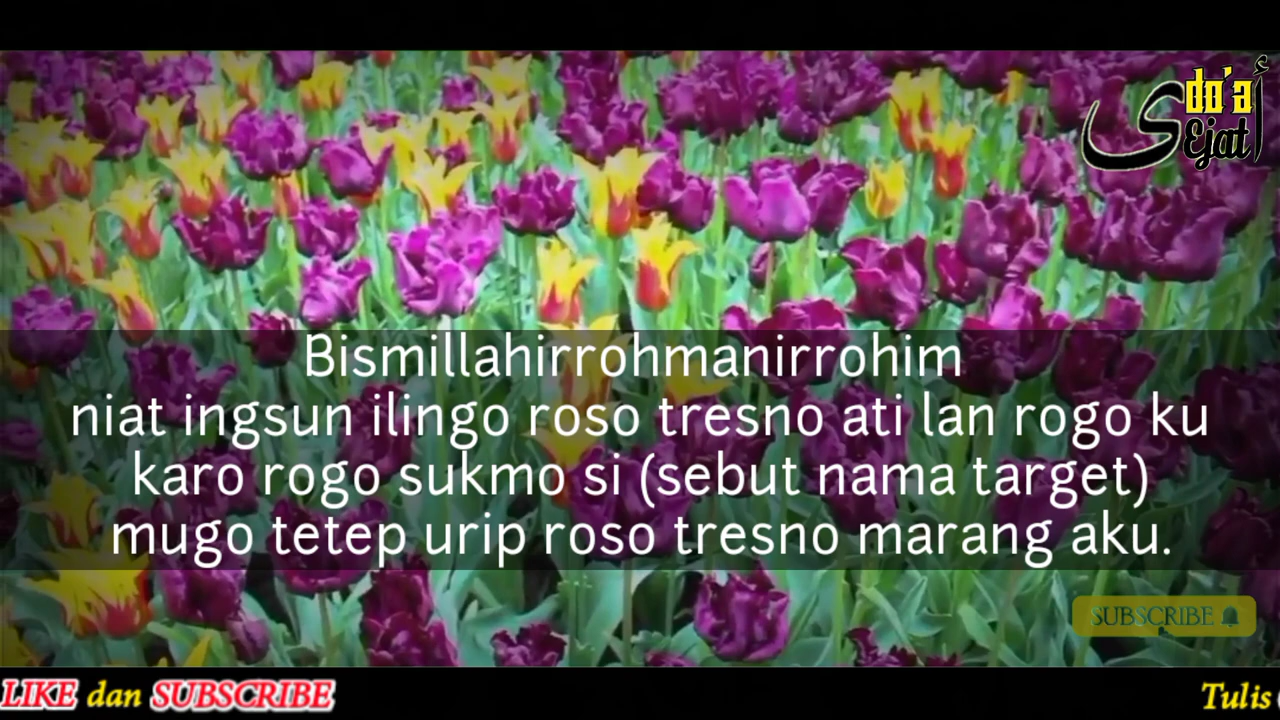 do'a
أ ى
Ejati
Bismillahirrohmanirrohim
niat ingsun ilingo roso tresno ati lan rogo ku
karo rogo sukmo si (sebut nama target)
mugo tetep urip roso tresno marang aku.
SUBSCRIBE
LIKE dan SUBSCRIBE
Tulis